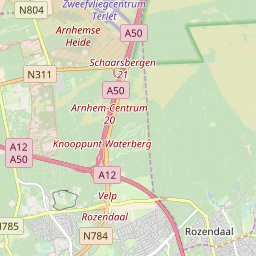 Zweefvliegcentrum
Terlet
N804
Arnhemse
Heide
A50
Schaarsbergen
21
N311
A50
Arnhem-Centrum
20
Knooppunt Waterberg
A12
A50
A12
Velp
Rozendaal
N785
N784
Rozendaal